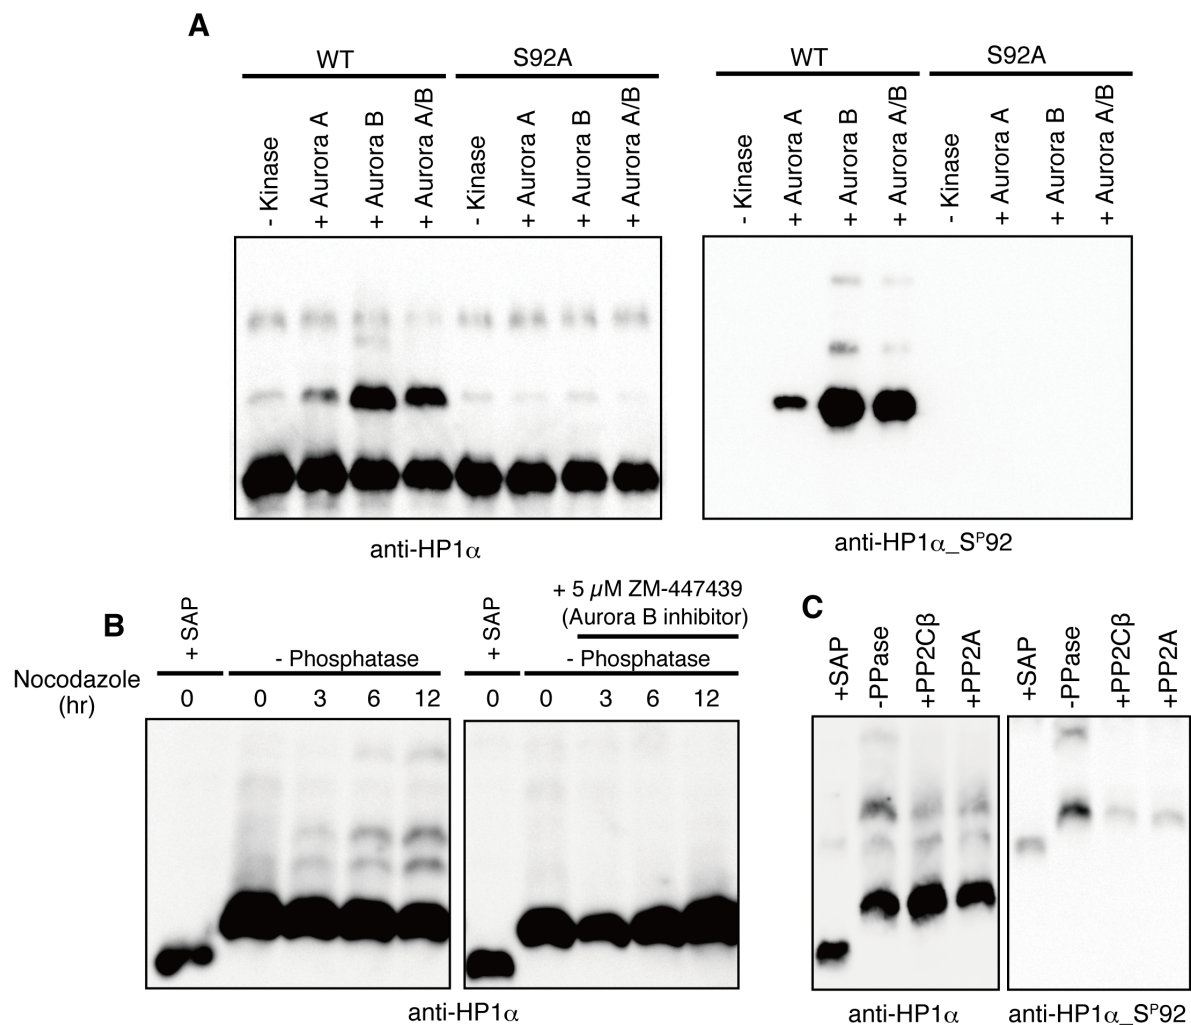 A
WT S92A WT S92A
- Kinase + Aurora A + Aurora B + Aurora A/B - Kinase + Aurora A + Aurora B + Aurora A/B - Kinase + Aurora A + Aurora B + Aurora A/B - Kinase + Aurora A + Aurora B + Aurora A/B
anti-HP1α anti-HP1α_Sᴾ92
B
+ SAP
- Phosphatase
+ SAP
+ 5 µM ZM-447439
(Aurora B inhibitor)
- Phosphatase
Nocodazole
(hr)
0 0 3 6 12 0 0 3 6 12
anti-HP1α
C
+SAP -PPase +PP2Cβ +PP2A +SAP -PPase +PP2Cβ +PP2A
anti-HP1α anti-HP1α_Sᴾ92